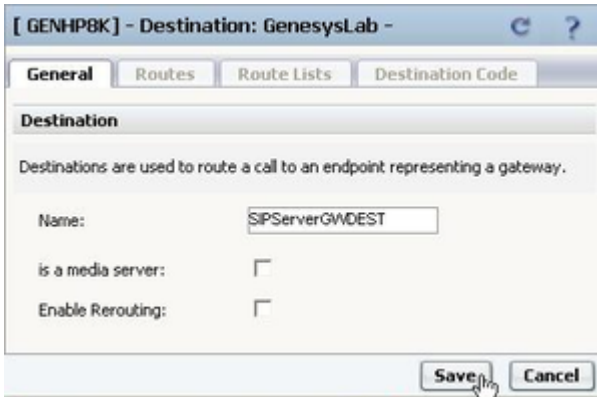 [ GENHP8K ] - Destination: GenesysLab -
?
General Routes Route Lists Destination Code
Destination
Destinations are used to route a call to an endpoint representing a gateway.
Name: SIPServerGWDEST
is a media server:
Enable Rerouting:
Save Cancel